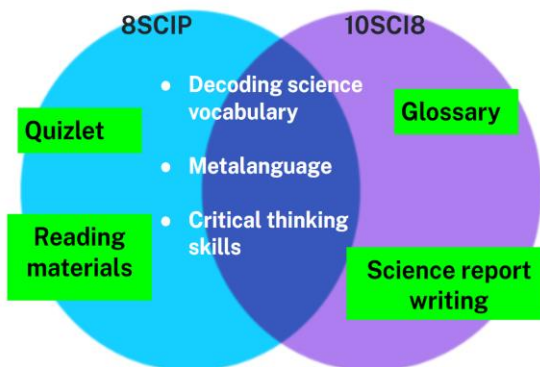 8SCIP
10SCI8
• Decoding science
vocabulary
• Metalanguage
• Critical thinking
skills
Quizlet
Reading
materials
Glossary
Science report
writing